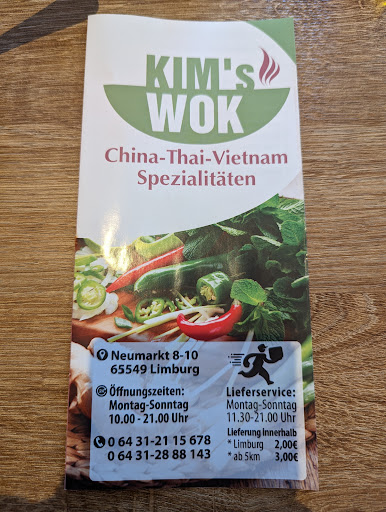 KIM's
WOK
China-Thai-Vietnam
Spezialitäten
Neumarkt 8-10
65549 Limburg
Öffnungszeiten:
Montag-Sonntag
10.00 - 21.00 Uhr
0 64 31-21 15 678
0 64 31-28 88 143
Lieferservice:
Montag-Sonntag
11.30-21.00 Uhr
Lieferung Innerhalb
* Limburg 2,00€
* ab 5km 3,00€